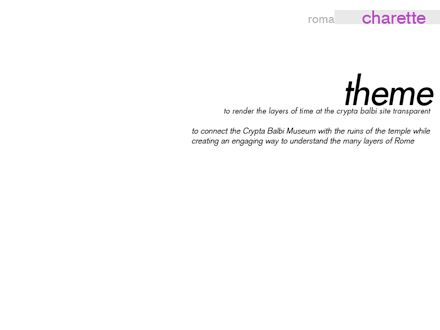 roma charette
theme
to render the layers of time at the crypta balbi site transparent
to connect the Crypta Balbi Museum with the ruins of the temple while
creating an engaging way to understand the many layers of Rome